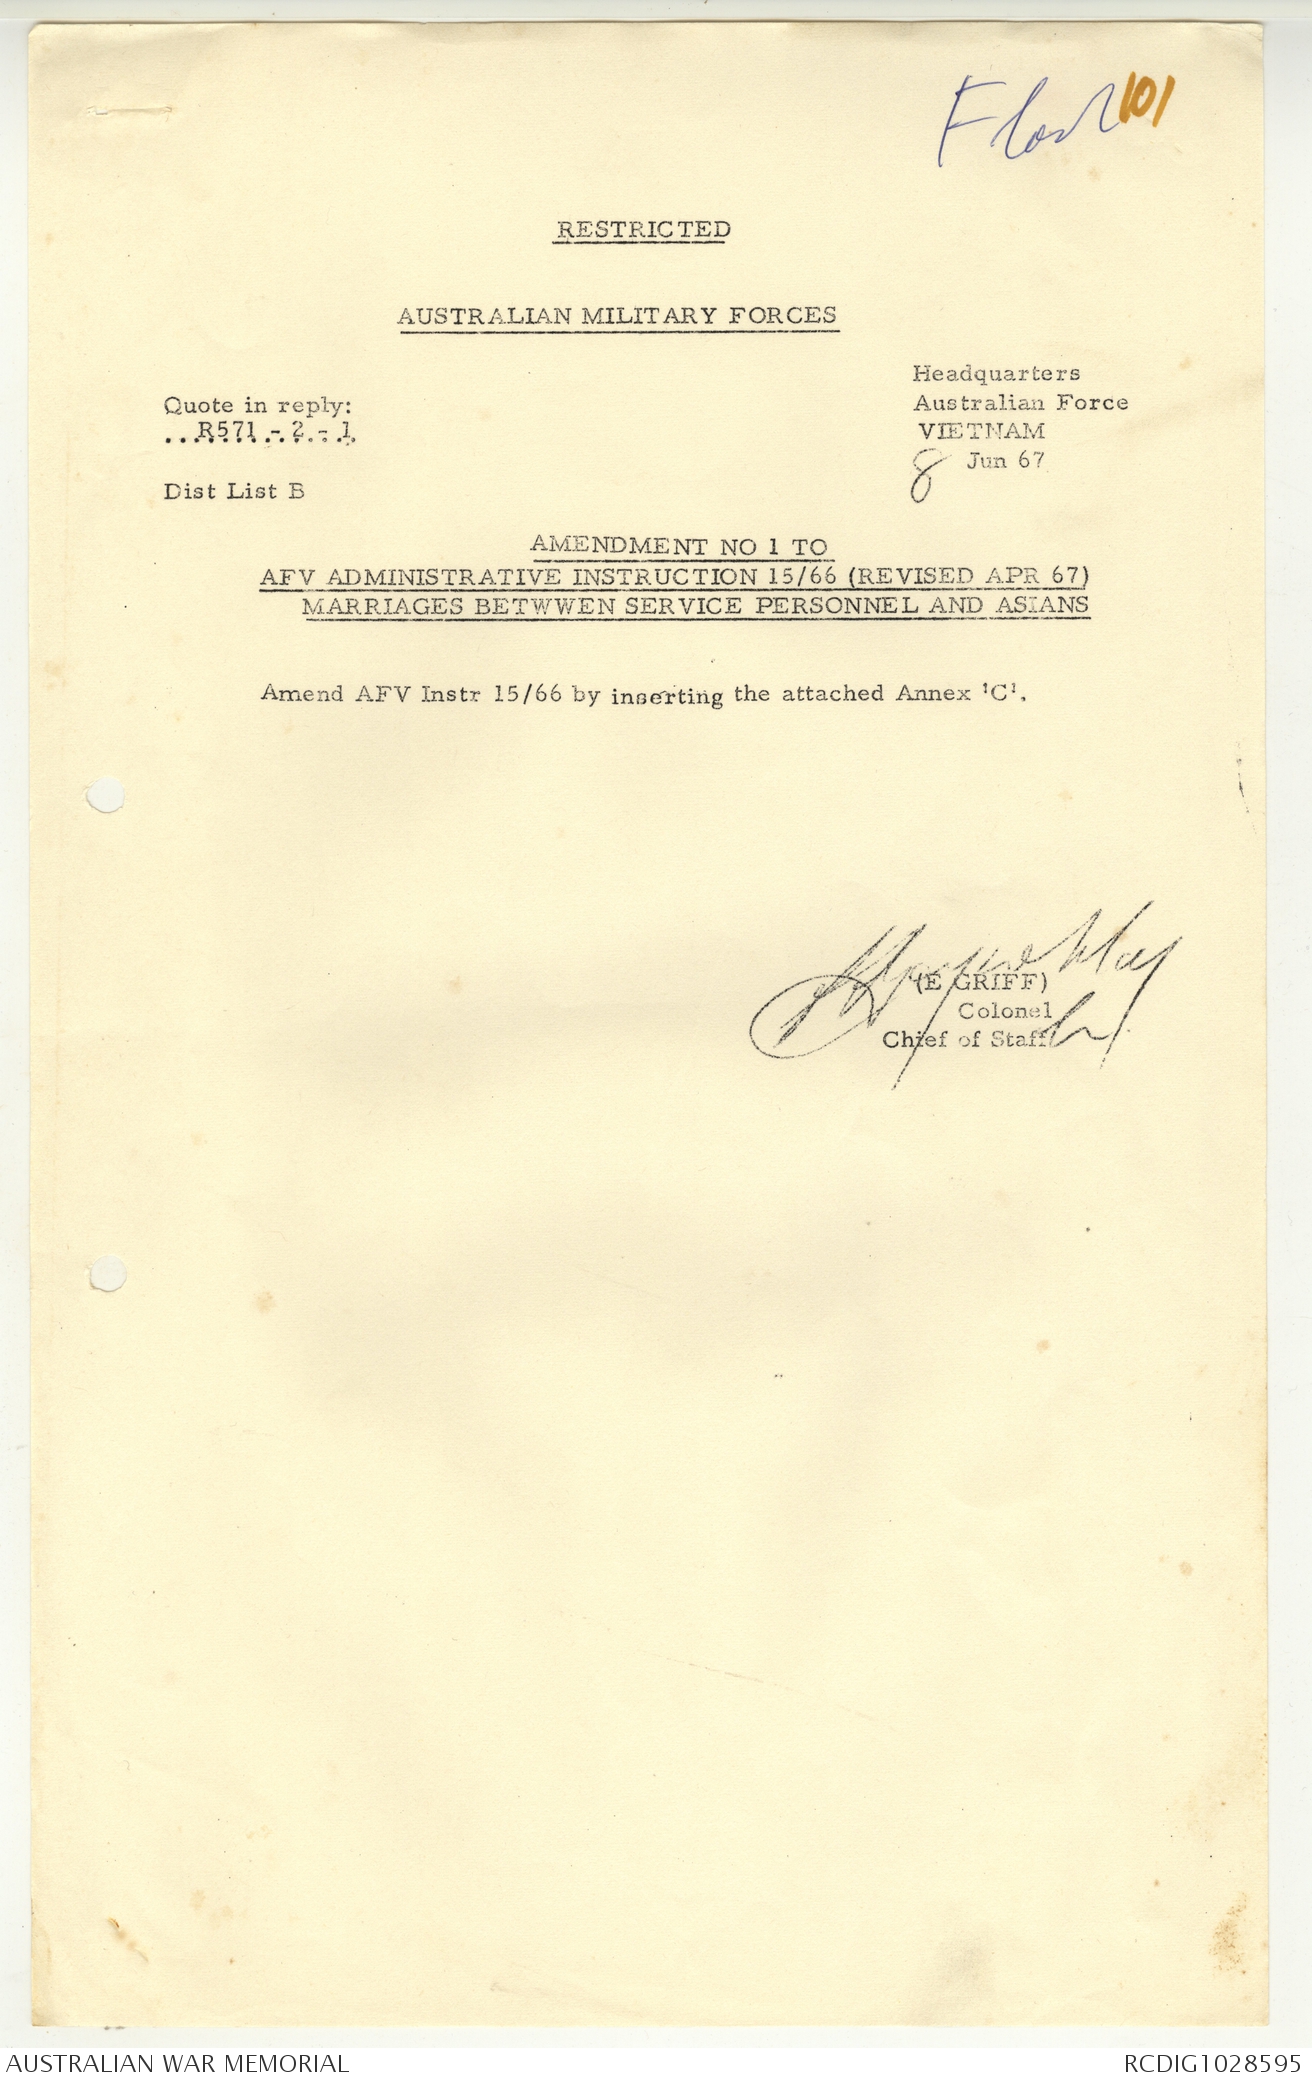 101
RESTRICTED
AUSTRALIAN MILITARY FORCES
Headquarters
Australian Force
VIETNAM
8 Jun 67
Quote in reply:
R571 - 2 - 1
Dist List B
AMENDMENT NO 1 TO
AFV ADMINISTRATIVE INSTRUCTION 15/66 (REVISED APR 67)
MARRIAGES BETWWEN SERVICE PERSONNEL AND ASIANS
Amend AFV Instr 15/66 by inserting the attached Annex 'C'.
(E GRIFF)
Colonel
Chief of Staff
AUSTRALIAN WAR MEMORIAL
RCDIG1028595